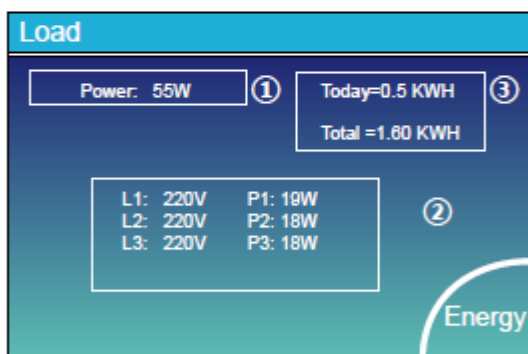 Load
Power: 55W ①
Today=0.5 KWH ③
Total =1.60 KWH
L1: 220V P1: 19W ②
L2: 220V P2: 18W
L3: 220V P3: 18W
Energy